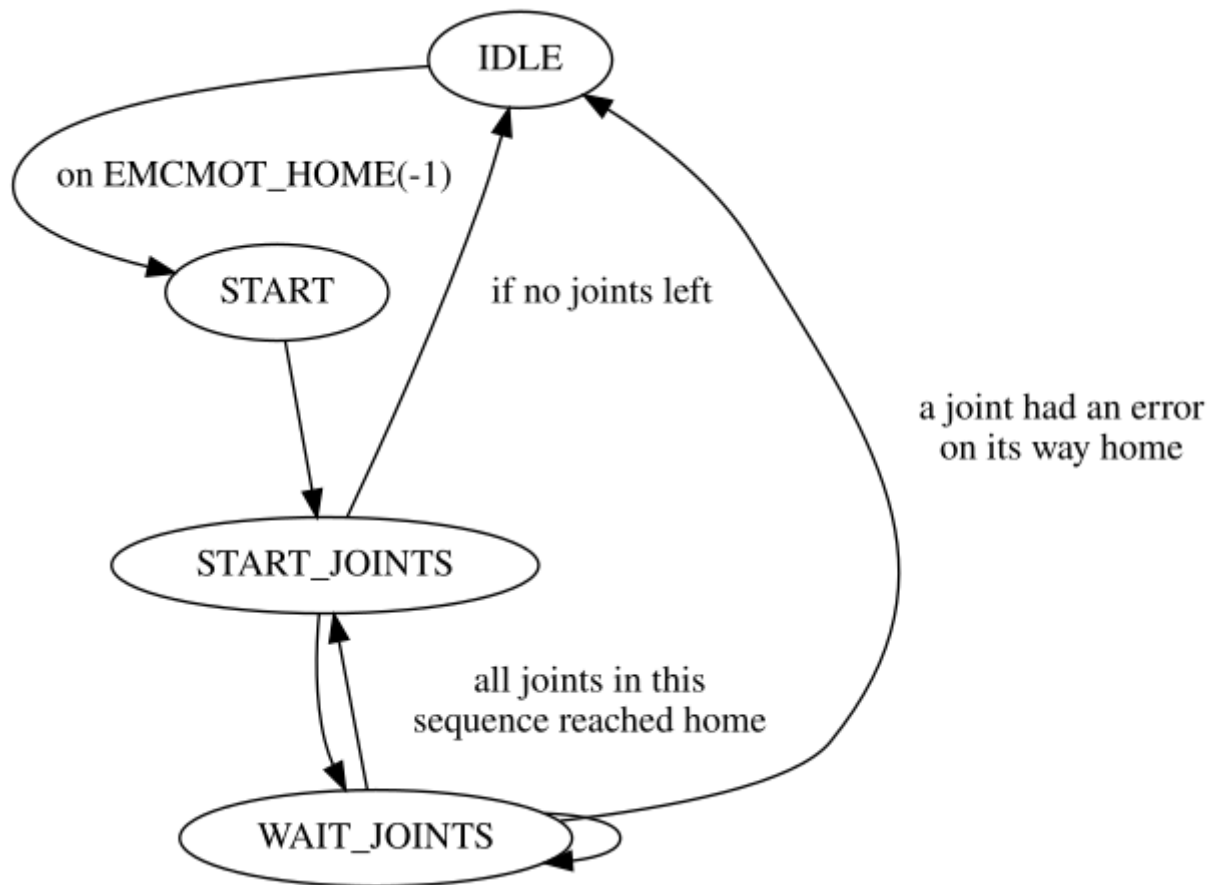 IDLE
on EMCMOT_HOME(-1)
START
if no joints left
a joint had an error
on its way home
START_JOINTS
all joints in this
sequence reached home
WAIT_JOINTS